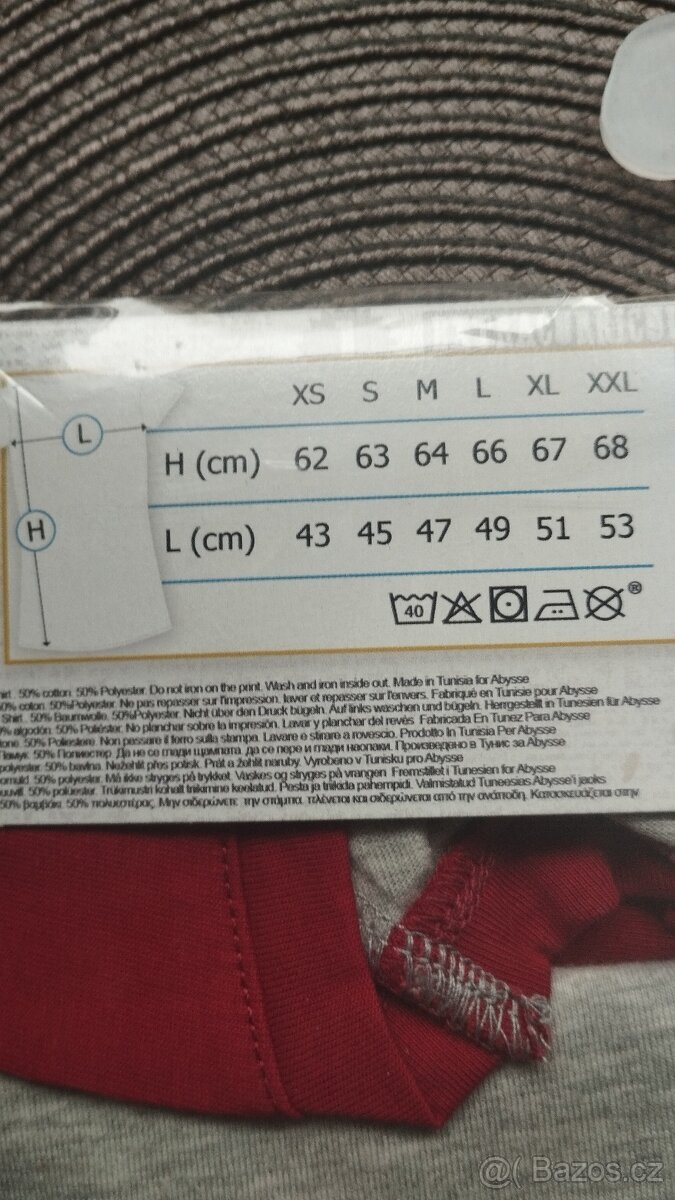 XS S M L XL XXL
L
H (cm) 62 63 64 66 67 68
H
L (cm) 43 45 47 49 51 53
40 ®
50% cotton. 50% Polyester. Do not iron on the print. Wash and iron inside out. Made in Tunisia for Abysse
coton. 50%Polyester. Ne pas repasser sur l'impression, laver et repasser sur l'envers. Fabriqué en Tunisie pour Abysse
Shirt. 50% Baumwolle. 50%Polyester. Nicht über den Druck bügeln. Auf links waschen und bügeln. Herrgestellt in Tunesien für Abysse
algodón. 50% Poliéster. No planchar sobre la impresión. Lavar y planchar del revés. Fabricada En Tunez Para Abysse
50% Poliestere. Non passare il ferro sulla stampa. Lavare e stirare a rovescio. Prodotto In Tunisia Per Abysse
50% Полиестер. Да не се глади щампата, да се пере и глади наопаки. Произведено в Тунис за Abysse
50% bavlna. Nežehlit přes potisk. Prát a žehlit naruby. Vyrobeno v Tunisku pro Abysse
50% polyester. Må ikke stryges på trykket. Vaskes og stryges på vrangen. Fremstillet i Tunesien for Abysse
50% polüester. Trükimustri kohalt triikimine keelatud. Pesta ja triikida pahempidi. Valmistatud Tuneesias Abysse'i jaoks
50% βαμβάκι 50% πολυεστέρας. Μην σιδερώνετε την στάμπα. πλένεται και σιδερώνεται από την ανάποδη. Κατασκευάζεται στην
@( Bazos.cz